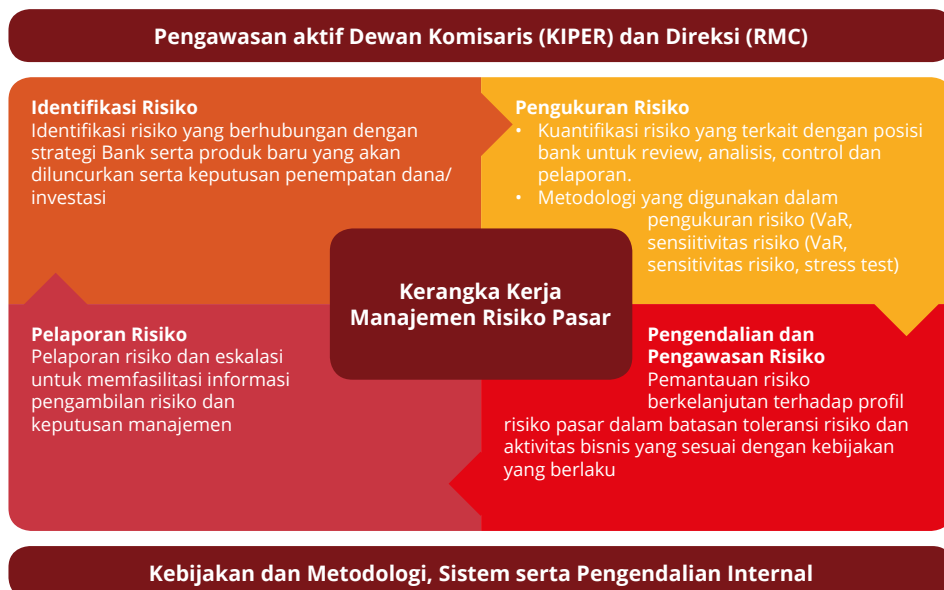 Pengawasan aktif Dewan Komisaris (KIPER) dan Direksi (RMC)
Identifikasi Risiko
Identifikasi risiko yang berhubungan dengan
strategi Bank serta produk baru yang akan
diluncurkan serta keputusan penempatan dana/
investasi
Pengukuran Risiko
• Kuantifikasi risiko yang terkait dengan posisi
bank untuk review, analisis, control dan
pelaporan.
• Metodologi yang digunakan dalam
pengukuran risiko (VaR,
sensiitivitas risiko (VaR,
sensitivitas risiko, stress test)
Kerangka Kerja
Manajemen Risiko Pasar
Pelaporan Risiko
Pelaporan risiko dan eskalasi
untuk memfasilitasi informasi
pengambilan risiko dan
keputusan manajemen
Pengendalian dan
Pengawasan Risiko
Pemantauan risiko
berkelanjutan terhadap profil
risiko pasar dalam batasan toleransi risiko dan
aktivitas bisnis yang sesuai dengan kebijakan
yang berlaku
Kebijakan dan Metodologi, Sistem serta Pengendalian Internal